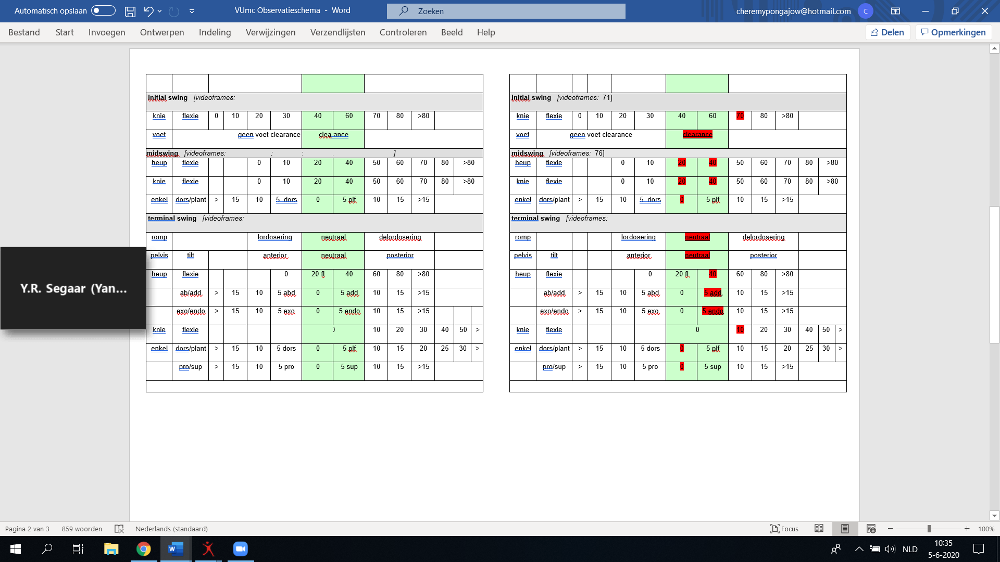 Automatisch opslaan VUmc Observatieschema - Word Zoeken cheremypongajow@hotmail.com C
Bestand Start Invoegen Ontwerpen Indeling Verwijzingen Verzendlijsten Controleren Beeld Help Delen Opmerkingen
initial swing [videoframes:
knie flexie 0 10 20 30 40 60 70 80 >80
voet geen voet clearance clea ance
midswing [videoframes: : : . ]
heup flexie 0 10 20 40 50 60 70 80 >80
knie flexie 0 10 20 40 50 60 70 80 >80
enkel dors/plant > 15 10 5 dors 0 5 plf 10 15 >15
terminal swing [videoframes:
romp lordosering neutraal delordosering
pelvis tilt anterior neutraal posterior
heup flexie 0 20 fl 40 60 80 >80
ab/add > 15 10 5 abd 0 5 add 10 15 >15
exo/endo > 15 10 5 exo 0 5 endo 10 15 >15
knie flexie ) 10 20 30 40 50 >
enkel dors/plant > 15 10 5 dors 0 5 plf 10 15 20 25 30 >
pro/sup > 15 10 5 pro 0 5 sup 10 15 >15
initial swing [videoframes: 71]
knie flexie 0 10 20 30 40 60 70 80 >80
voet geen voet clearance clearance
midswing [videoframes: 76]
heup flexie 0 10 20 40 50 60 70 80 >80
knie flexie 0 10 20 40 50 60 70 80 >80
enkel dors/plant > 15 10 5 dors 0 5 plf 10 15 >15
terminal swing [videoframes:
romp lordosering neutraal delordosering
pelvis tilt anterior neutraal posterior
heup flexie 0 20 fl 40 60 80 >80
ab/add > 15 10 5 abd 0 5 add 10 15 >15
exo/endo > 15 10 5 exo 0 5 endo 10 15 >15
knie flexie 0 10 20 30 40 50 >
enkel dors/plant > 15 10 5 dors 0 5 plf 10 15 20 25 30 >
pro/sup > 15 10 5 pro 0 5 sup 10 15 >15
Y.R. Segaar (Yan...
Pagina 2 van 3 859 woorden Nederlands (standaard) Focus 100%
NLD 10:35
5-6-2020